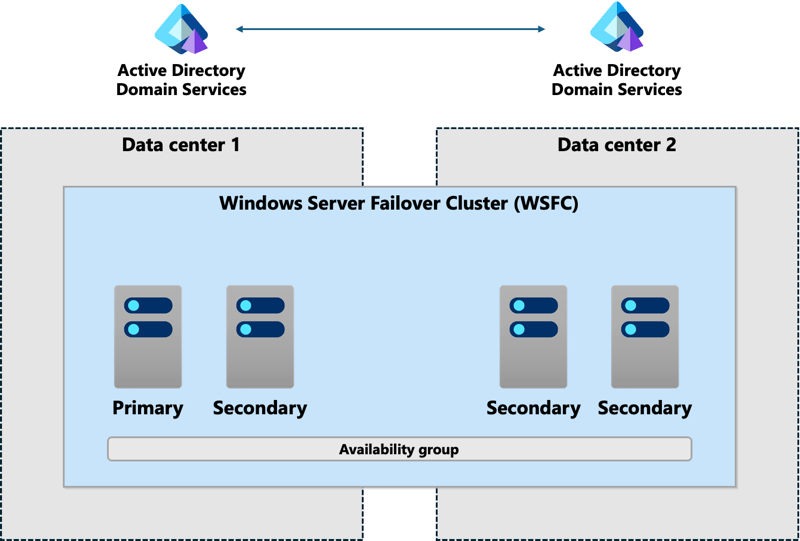 Active Directory
Domain Services
Active Directory
Domain Services
Data center 1
Data center 2
Windows Server Failover Cluster (WSFC)
Primary
Secondary
Secondary
Secondary
Availability group